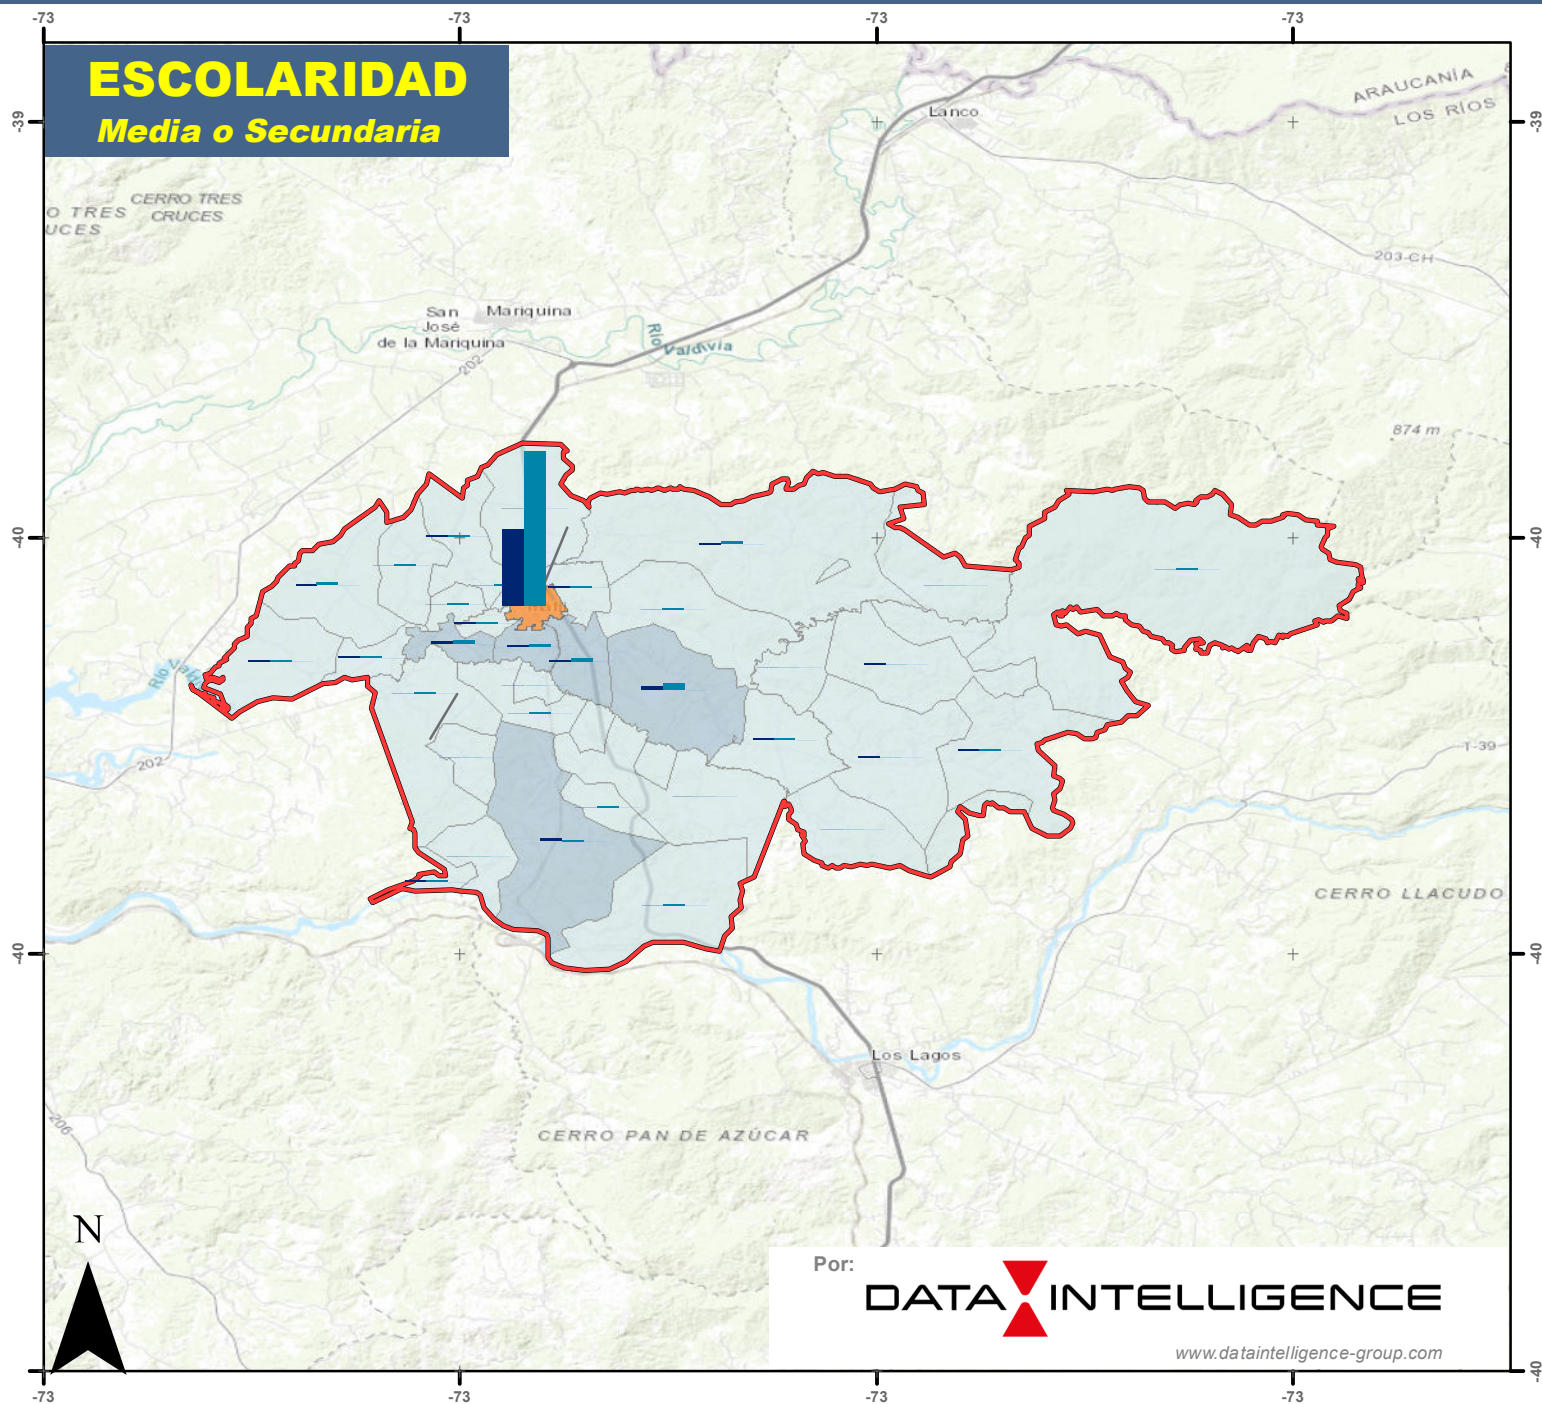 -73 -73 -73 -73
ESCOLARIDAD
Media o Secundaria
-39
-39
ARAUCANÍA
LOS RÍOS
Lanco
CERRO TRES
CRUCES
O TRES
UCES
203-CH
San
José
de la Mariquina
Mariquina
Río Valdivia
202
874 m
-40
-40
Río
202
T-39
CERRO LLACUDO
-40
-40
Los Lagos
206
CERRO PAN DE AZÚCAR
N
Por:
DATA INTELLIGENCE
www.dataintelligence-group.com
-40
-40
-73 -73 -73 -73